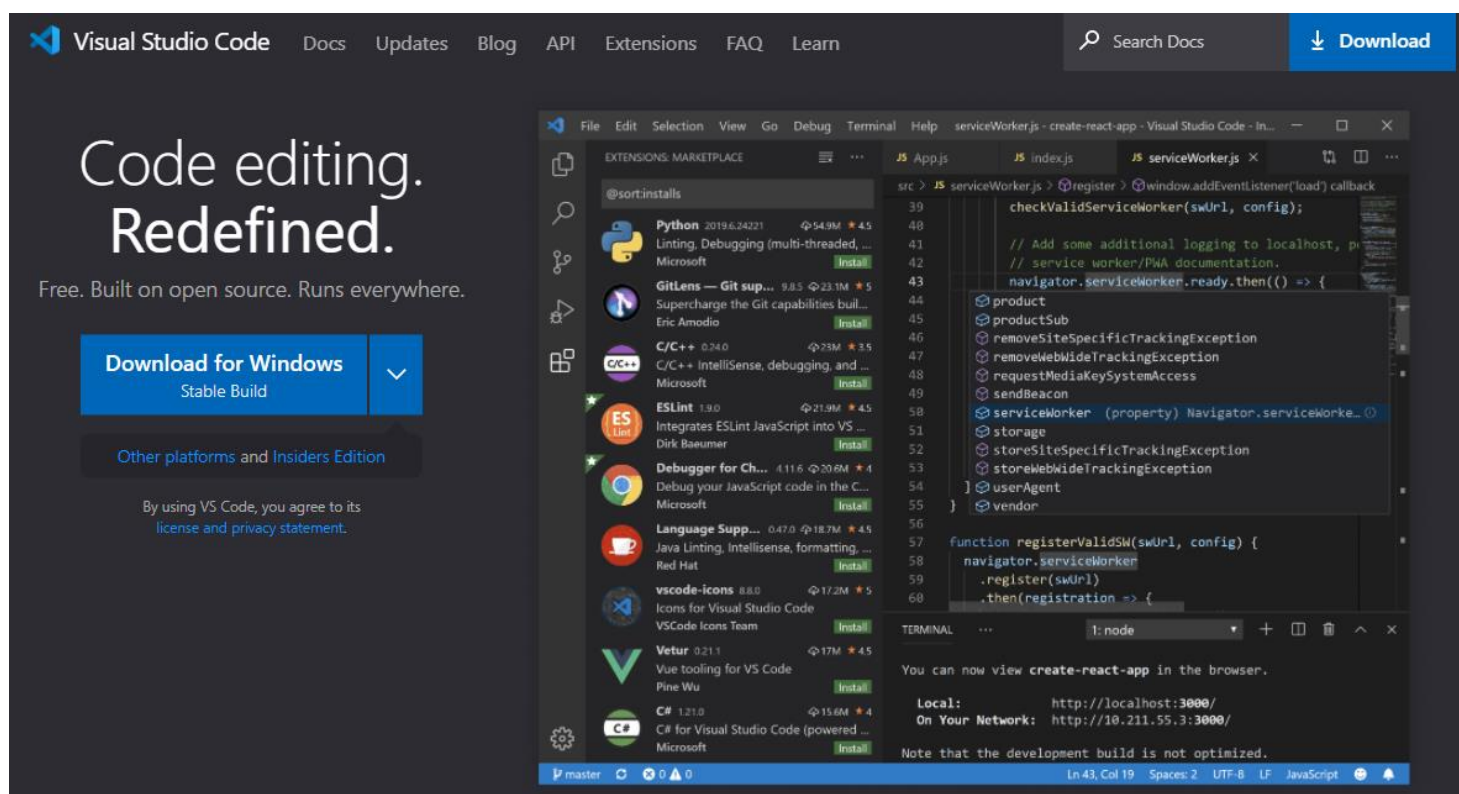 Visual Studio Code Docs Updates Blog API Extensions FAQ Learn Search Docs Download
Code editing.
Redefined.
Free. Built on open source. Runs everywhere.
Download for Windows
Stable Build
Other platforms and Insiders Edition
By using VS Code, you agree to its
license and privacy statement.
File Edit Selection View Go Debug Terminal Help serviceWorker.js - create-react-app - Visual Studio Code - In...
EXTENSIONS: MARKETPLACE
@sort:installs
Python 2019.6.24221 54.9M ★ 4.5
Linting, Debugging (multi-threaded, ...
Microsoft Install
GitLens — Git sup... 9.8.5 23.1M ★ 5
Supercharge the Git capabilities buil...
Eric Amodio Install
C/C++ 0.24.0 23M ★ 3.5
C/C++ IntelliSense, debugging, and ...
Microsoft Install
ESLint 1.9.0 21.9M ★ 4.5
Integrates ESLint JavaScript into VS ...
Dirk Baeumer Install
Debugger for Ch... 4.11.6 20.6M ★ 4
Debug your JavaScript code in the C...
Microsoft Install
Language Supp... 0.47.0 18.7M ★ 4.5
Java Linting, Intellisense, formatting, ...
Red Hat Install
vscode-icons 8.8.0 17.2M ★ 5
Icons for Visual Studio Code
VSCode Icons Team Install
Vetur 0.21.1 17M ★ 4.5
Vue tooling for VS Code
Pine Wu Install
C# 1.21.0 15.6M ★ 4
C# for Visual Studio Code (powered ...
Microsoft Install
C/C++
ES
Lint
C#
JS App.js JS index.js JS serviceWorker.js
src > JS serviceWorker.js > register > window.addEventListener('load') callback
39 checkValidServiceWorker(swUrl, config);
40
41 // Add some additional logging to localhost, p
42 // service worker/PWA documentation.
43 navigator.serviceWorker.ready.then(() => {
44 product
45 productSub
46 removeSiteSpecificTrackingException
47 removeWebWideTrackingException
48 requestMediaKeySystemAccess
49 sendBeacon
50 serviceWorker (property) Navigator.serviceWorke...
51 storage
52 storeSiteSpecificTrackingException
53 storeWebWideTrackingException
54 ] userAgent
55 } vendor
56
57 function registerValidSW(swUrl, config) {
58 navigator.serviceWorker
59 .register(swUrl)
60 .then(registration => {
TERMINAL ... 1: node
You can now view create-react-app in the browser.
Local: http://localhost:3000/
On Your Network: http://10.211.55.3:3000/
Note that the development build is not optimized.
master 0 0 Ln 43, Col 19 Spaces: 2 UTF-8 LF JavaScript